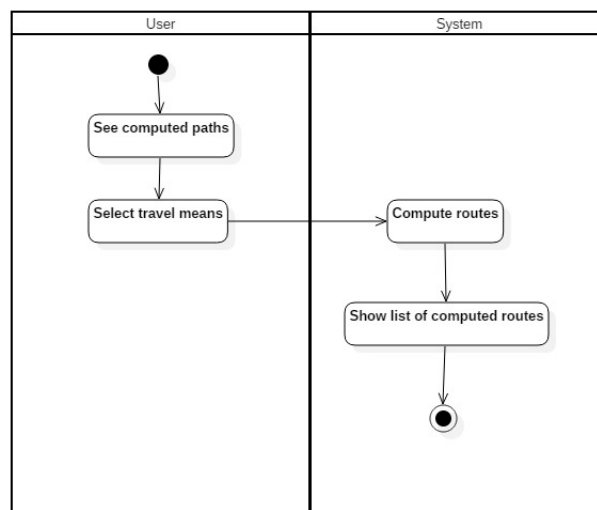 User
System
See computed paths
Select travel means
Compute routes
Show list of computed routes